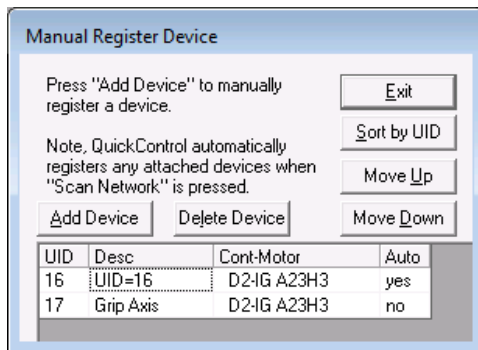 Manual Register Device
Press "Add Device" to manually
register a device.
Note, QuickControl automatically
registers any attached devices when
"Scan Network" is pressed.
Exit
Sort by UID
Move Up
Add Device Delete Device Move Down
UID Desc Cont-Motor Auto
16 UID=16 D2-IG A23H3 yes
17 Grip Axis D2-IG A23H3 no